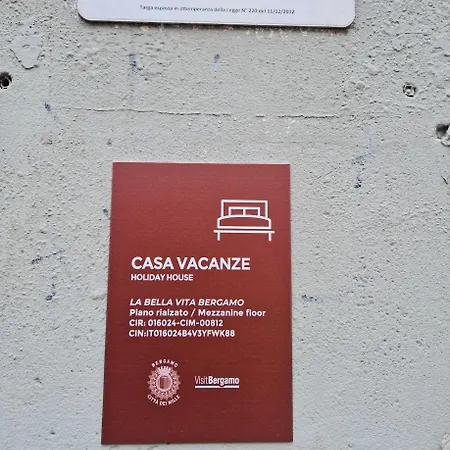 Targa esposta in ottemperanza della Legge N° 220 del 11/12/2012
CASA VACANZE
HOLIDAY HOUSE
LA BELLA VITA BERGAMO
Piano rialzato / Mezzanine floor
CIR: 016024-CIM-00812
CIN:IT016024B4V3YFWK88
BERGAMO
CITTÀ DEI MILLE
VisitBergamo